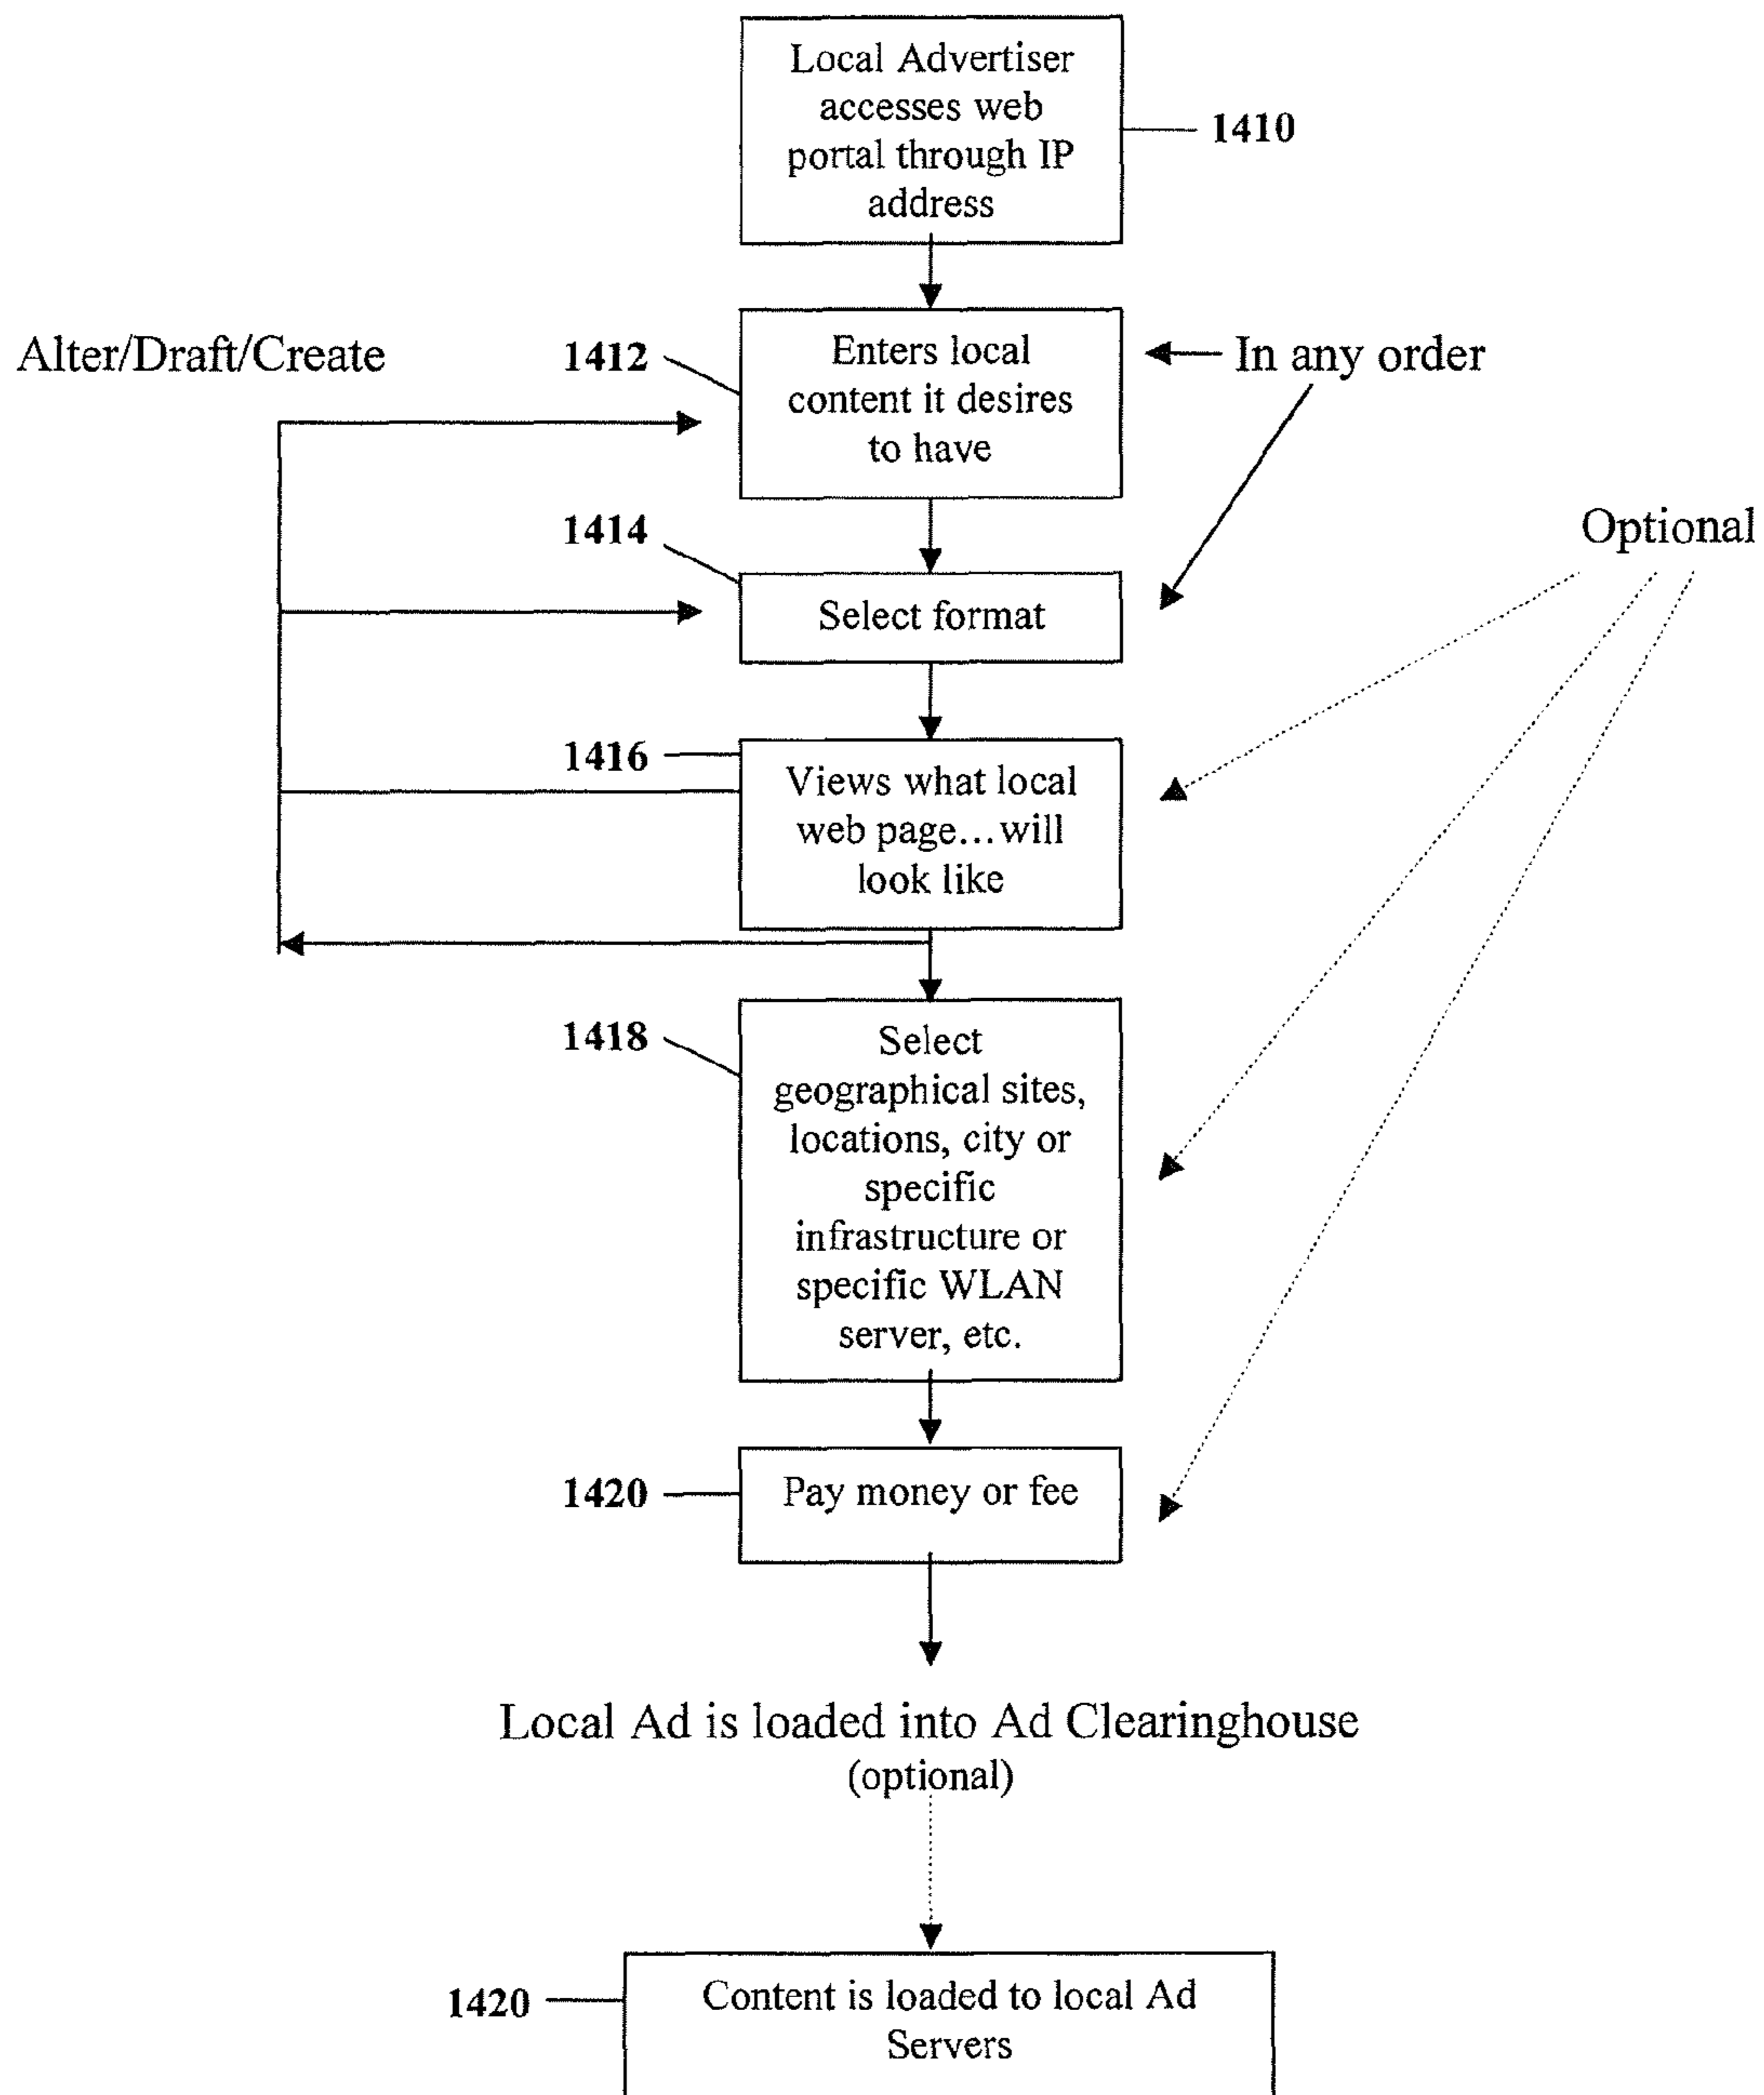 Local Advertiser
accesses web
portal through IP
address
1410
Alter/Draft/Create
1412
Enters local
content it desires
to have
In any order
1414
Select format
Optional
1416
Views what local
web page...will
look like
1418
Select
geographical sites,
locations, city or
specific
infrastructure or
specific WLAN
server, etc.
1420
Pay money or fee
Local Ad is loaded into Ad Clearinghouse
(optional)
1420
Content is loaded to local Ad
Servers